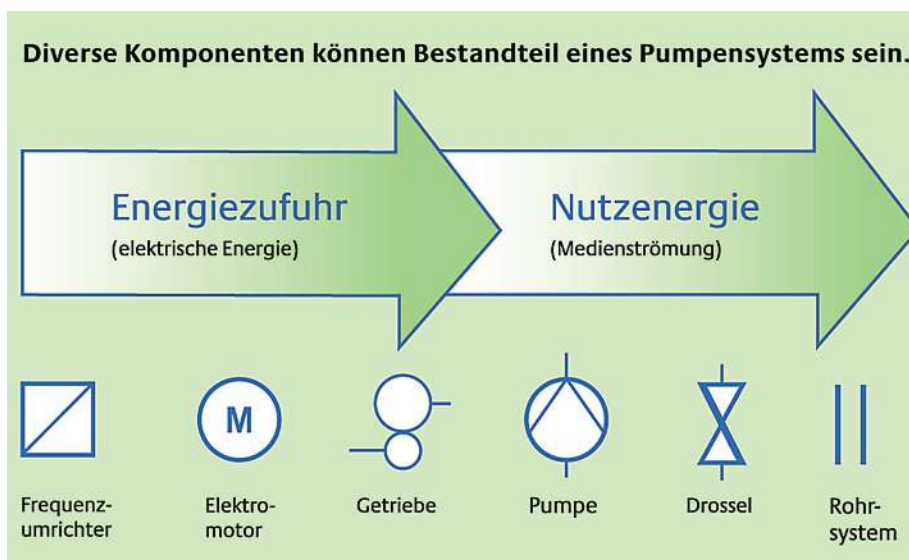 Diverse Komponenten können Bestandteil eines Pumpensystems sein.
Energiezufuhr
(elektrische Energie)
Nutzenergie
(Medienströmung)
M
Frequenz-
umrichter
Elektro-
motor
Getriebe
Pumpe
Drossel
Rohr-
system